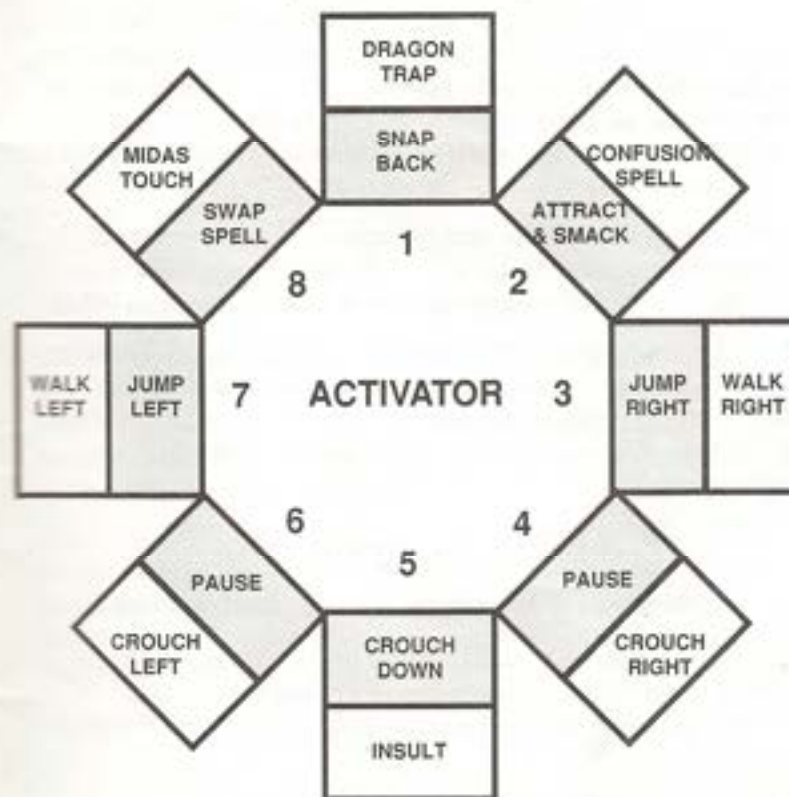 DRAGON
TRAP
SNAP
BACK
MIDAS
TOUCH
SWAP
SPELL
CONFUSION
SPELL
ATTRACT
& SMACK
1
8
2
WALK
LEFT
JUMP
LEFT
7
ACTIVATOR
3
JUMP
RIGHT
WALK
RIGHT
6
4
5
PAUSE
CROUCH
LEFT
PAUSE
CROUCH
RIGHT
CROUCH
DOWN
INSULT